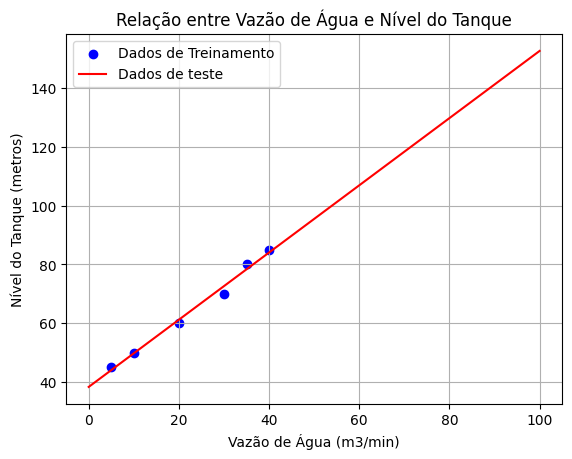 Relação entre Vazão de Água e Nível do Tanque
Dados de Treinamento
Dados de teste
Nível do Tanque (metros)
140
120
100
80
60
40
0 20 40 60 80 100
Vazão de Água (m3/min)